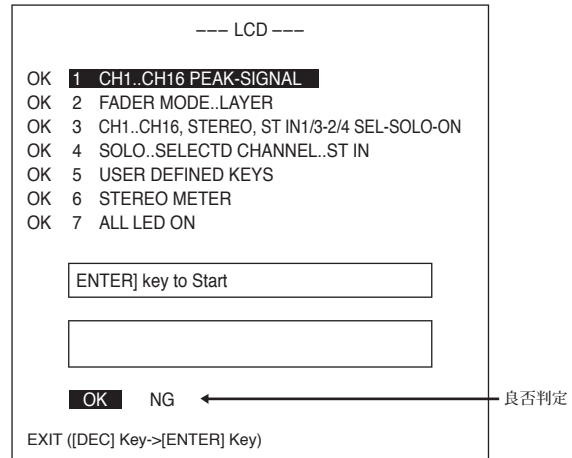 --- LCD ---
OK 1 CH1..CH16 PEAK-SIGNAL
OK 2 FADER MODE..LAYER
OK 3 CH1..CH16, STEREO, ST IN1/3-2/4 SEL-SOLO-ON
OK 4 SOLO..SELECTD CHANNEL..ST IN
OK 5 USER DEFINED KEYS
OK 6 STEREO METER
OK 7 ALL LED ON
ENTER] key to Start
OK NG
良否判定
EXIT ([DEC] Key->[ENTER] Key)